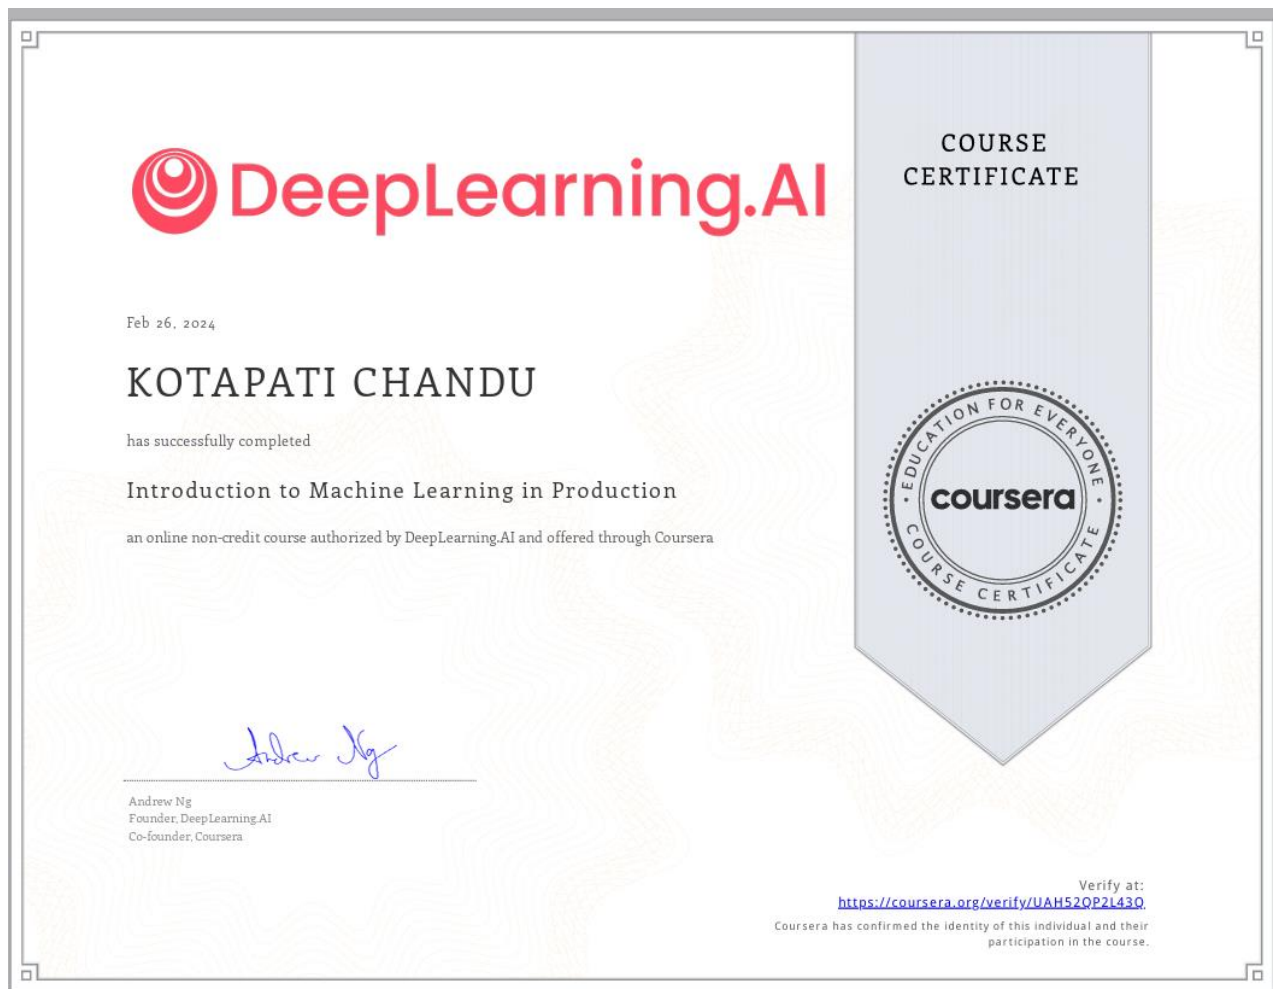 DeepLearning.AI
COURSE
CERTIFICATE
Feb 26, 2024
KOTAPATI CHANDU
has successfully completed
Introduction to Machine Learning in Production
an online non-credit course authorized by DeepLearning.AI and offered through Coursera
EDUCATION FOR EVERYONE
coursera
COURSE CERTIFICATE
Andrew Ng
Andrew Ng
Founder, DeepLearning.AI
Co-founder, Coursera
Verify at:
https://coursera.org/verify/UAH52QP2L43Q
Coursera has confirmed the identity of this individual and their
participation in the course.